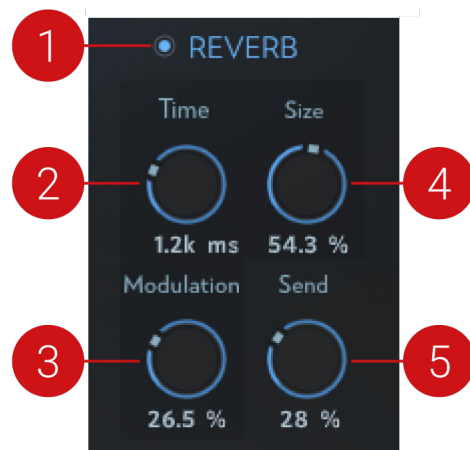 1 REVERB
Time Size
2 4
1.2k ms 54.3 %
Modulation Send
3 5
26.5 % 28 %